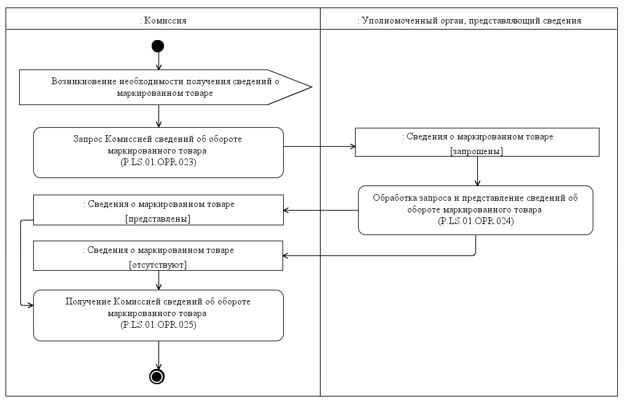 : Комиссия
: Уполномоченный орган, представляющий сведения
Возникновение необходимости получения сведений о
маркированном товаре
Запрос Комиссией сведений об обороте
маркированного товара
(P.LS.01.OPR.023)
: Сведения о маркированном товаре
[запрошены]
Обработка запроса и представление сведений об
обороте маркированного товара
(P.LS.01.OPR.024)
: Сведения о маркированном товаре
[представлены]
: Сведения о маркированном товаре
[отсутствуют]
Получение Комиссией сведений об обороте
маркированного товара
(P.LS.01.OPR.025)